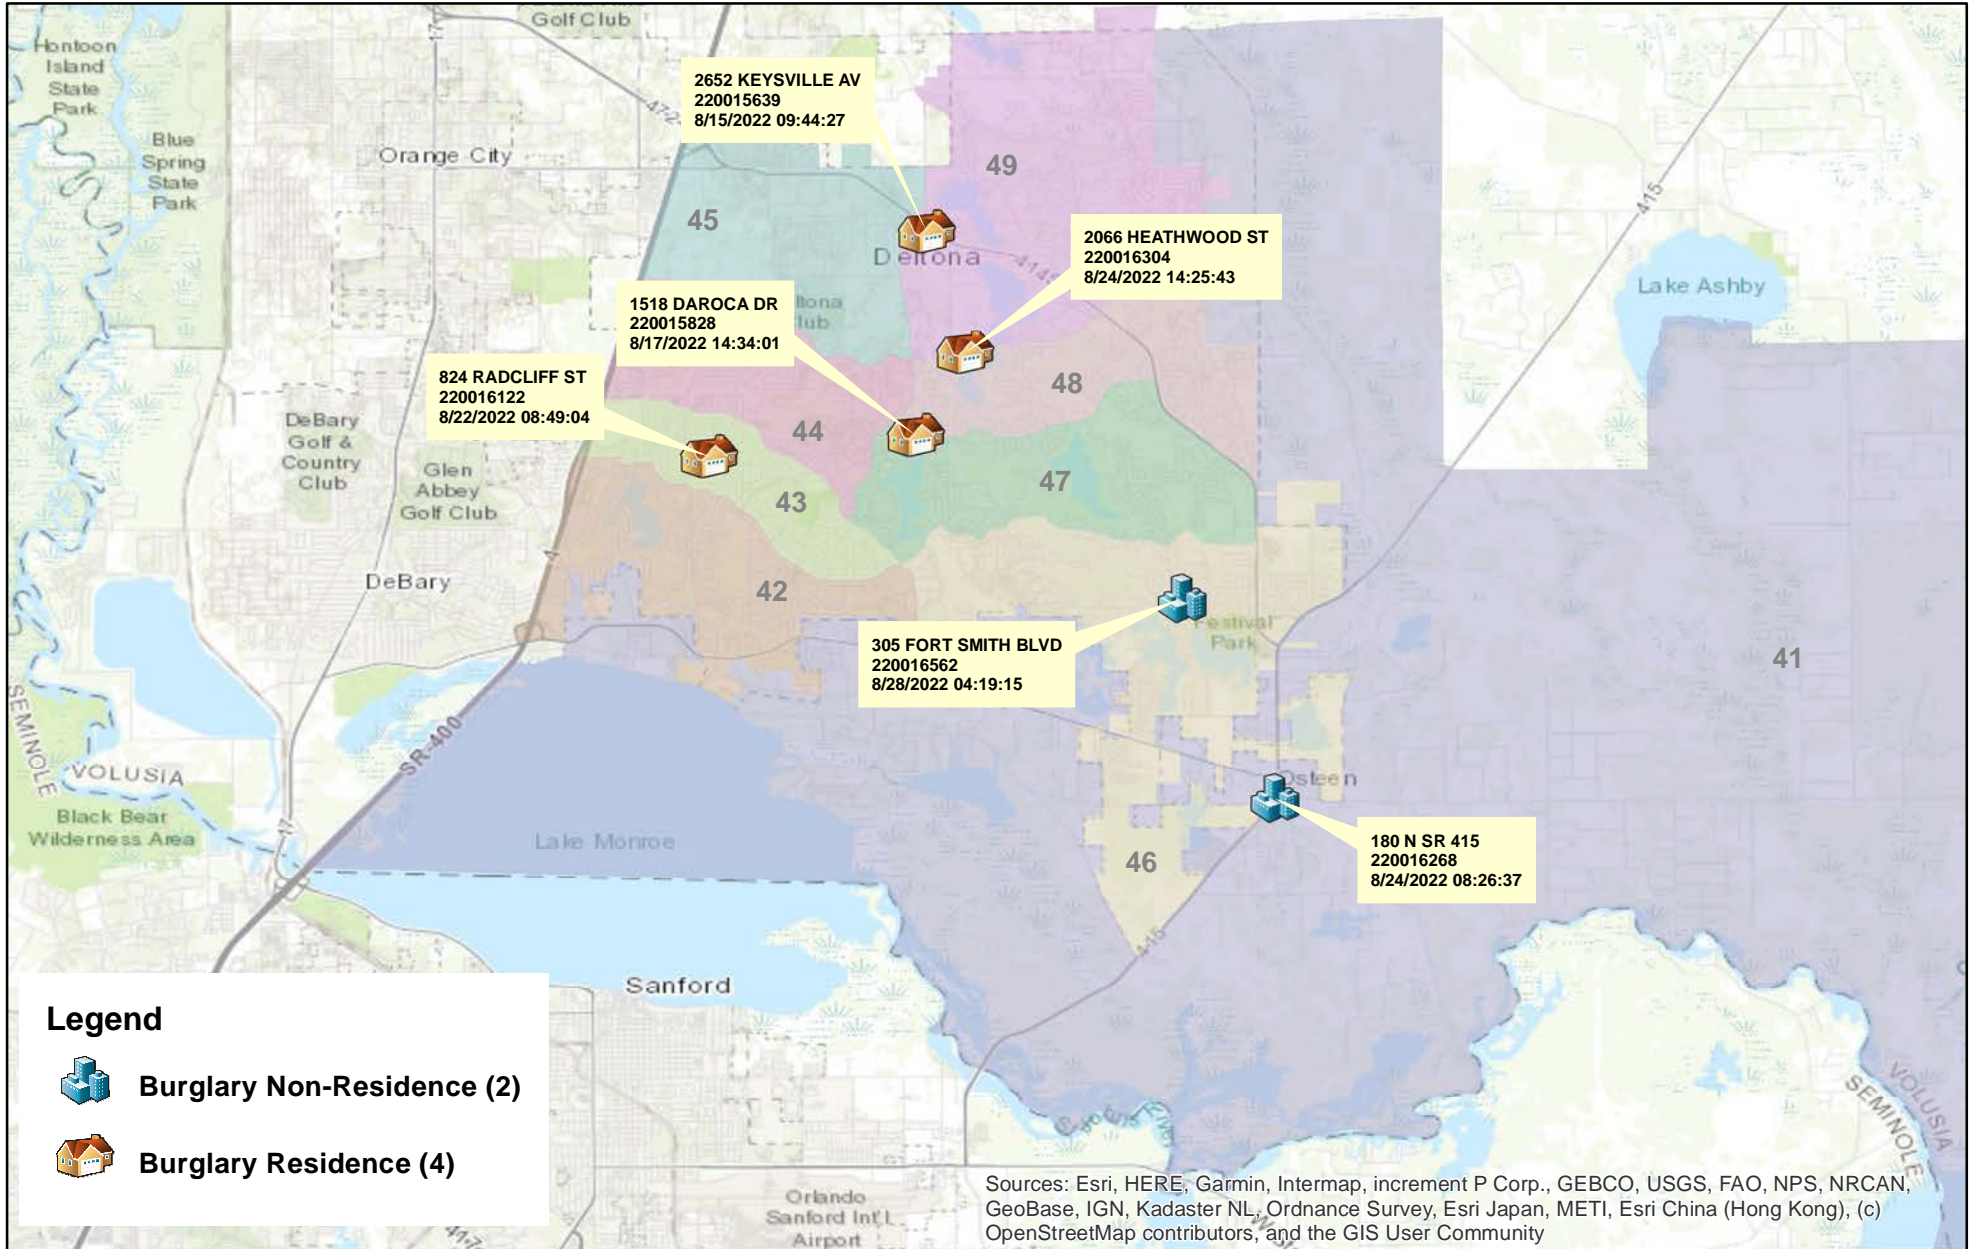 Golf Club
Hontoon
Island
State
Park
17
2652 KEYSVILLE AV
220015639
8/15/2022 09:44:27
Blue
Spring
State
Park
Orange City
49
415
45
2066 HEATHWOOD ST
220016304
8/24/2022 14:25:43
Deltona
Lake Ashby
1518 DAROCA DR
220015828
8/17/2022 14:34:01
824 RADCLIFF ST
220016122
8/22/2022 08:49:04
48
DeBary
Golf &
Country
Club
44
Glen
Abbey
Golf Club
47
43
4
DeBary
42
Festival
Park
305 FORT SMITH BLVD
220016562
8/28/2022 04:19:15
41
SEMINOLE
SR-400
VOLUSIA
Osteen
Black Bear
Wilderness Area
17
Lake Monroe
46
180 N SR 415
220016268
8/24/2022 08:26:37
415
Sanford
Legend
Burglary Non-Residence (2)
Burglary Residence (4)
St Johns River
VOLUSIA
SEMINOLE
Orlando
Sanford Int'L
Airport
Sources: Esri, HERE, Garmin, Intermap, increment P Corp., GEBCO, USGS, FAO, NPS, NRCAN,
GeoBase, IGN, Kadaster NL, Ordnance Survey, Esri Japan, METI, Esri China (Hong Kong), (c)
OpenStreetMap contributors, and the GIS User Community